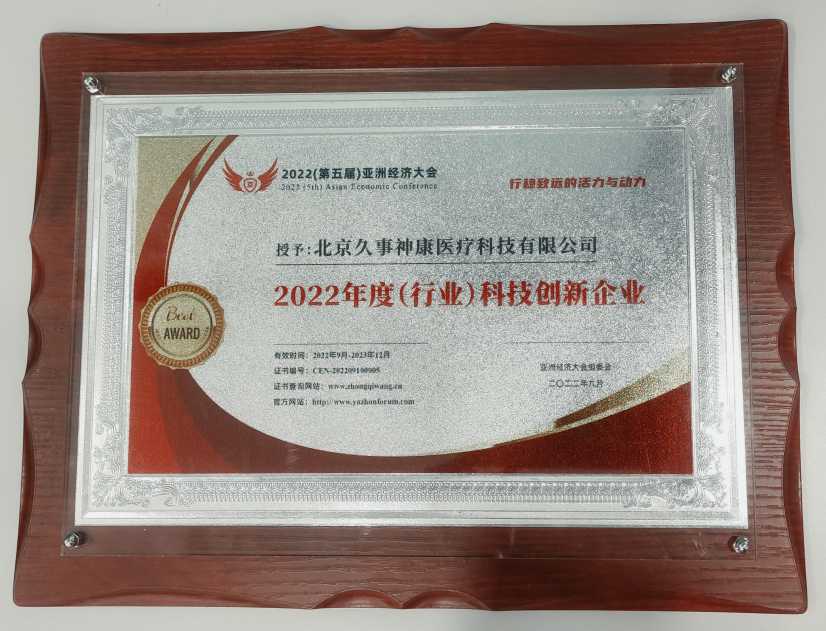 2022(第五届)亚洲经济大会
2022 (5th) Asian Economic Conference
行稳致远的活力与动力
授予:北京久事神康医疗科技有限公司
2022年度(行业)科技创新企业
Best
AWARD
有效时间：2022年9月-2023年12月
证书编号：CEN-202209100905
证书查询网站：www.zhongqiwang.cn
官方网站：http://www.yazhouforum.com
亚洲经济大会组委会
二〇二二年九月